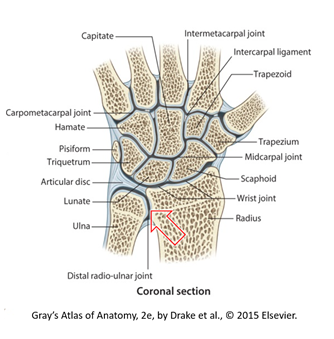 Capitate
Intermetacarpal joint
Intercarpal ligament
Trapezoid
Carpometacarpal joint
Hamate
Trapezium
Pisiform
Midcarpal joint
Triquetrum
Scaphoid
Articular disc
Lunate
Wrist joint
Ulna
Radius
Distal radio-ulnar joint
Coronal section
Gray's Atlas of Anatomy, 2e, by Drake et al., © 2015 Elsevier.